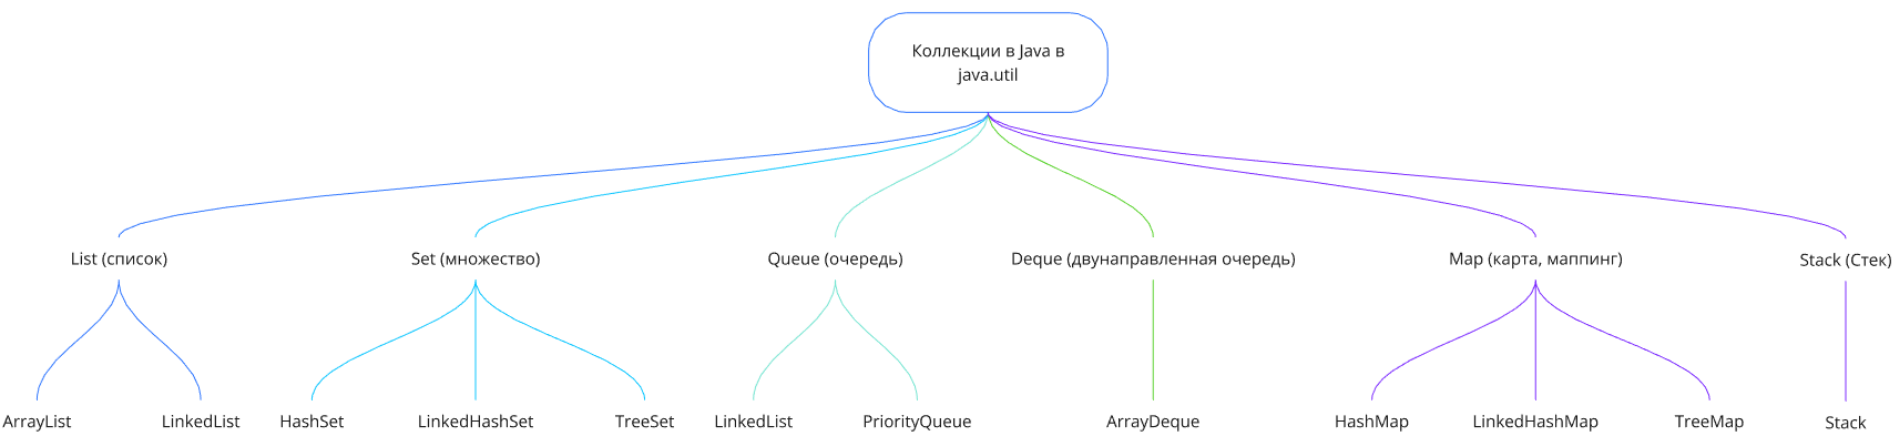 Коллекции в Java в
java.util
List (список)
Set (множество)
Queue (очередь)
Deque (двунаправленная очередь)
Map (карта, маппинг)
Stack (Стек)
ArrayList
LinkedList
HashSet
LinkedHashSet
TreeSet
LinkedList
PriorityQueue
ArrayDeque
HashMap
LinkedHashMap
TreeMap
Stack